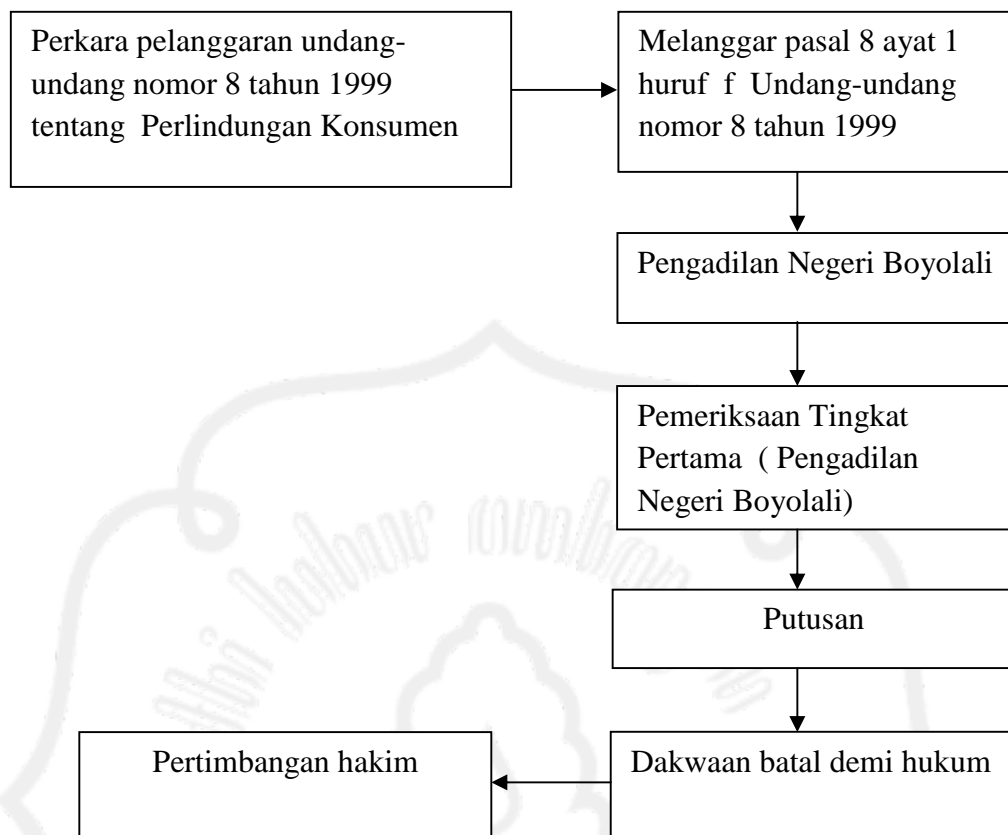 Perkara pelanggaran undang-
undang nomor 8 tahun 1999
tentang Perlindungan Konsumen
Melanggar pasal 8 ayat 1
huruf f Undang-undang
nomor 8 tahun 1999
Pengadilan Negeri Boyolali
Pemeriksaan Tingkat
Pertama ( Pengadilan
Negeri Boyolali)
Putusan
Dakwaan batal demi hukum
Pertimbangan hakim